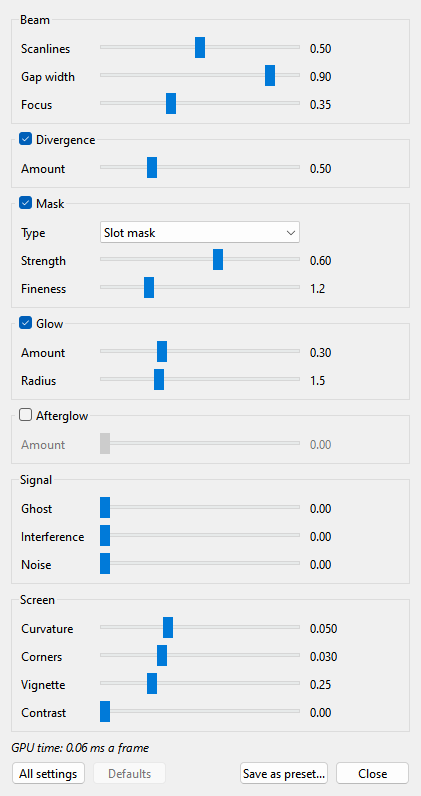 Beam
Scanlines 0.50
Gap width 0.90
Focus 0.35
Divergence
Amount 0.50
Mask
Type Slot mask
Strength 0.60
Fineness 1.2
Glow
Amount 0.30
Radius 1.5
Afterglow
Amount 0.00
Signal
Ghost 0.00
Interference 0.00
Noise 0.00
Screen
Curvature 0.050
Corners 0.030
Vignette 0.25
Contrast 0.00
GPU time: 0.06 ms a frame
All settings Defaults Save as preset... Close